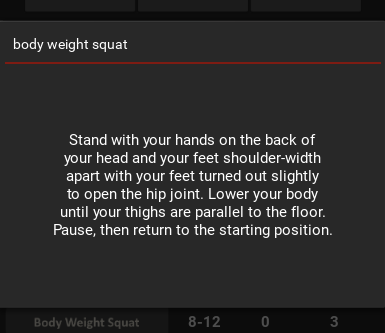 body weight squat
Stand with your hands on the back of
your head and your feet shoulder-width
apart with your feet turned out slightly
to open the hip joint. Lower your body
until your thighs are parallel to the floor.
Pause, then return to the starting position.
Body Weight Squat 8-12 0 3